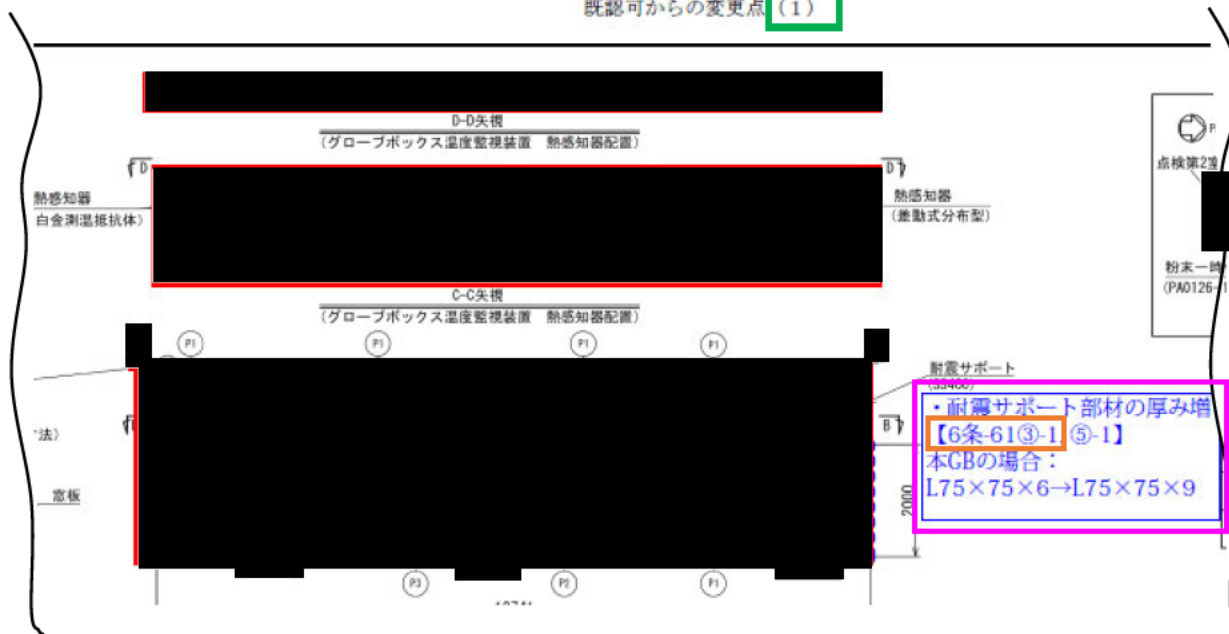 既認可からの変更点（1）
D-D矢視
（グローブボックス温度監視装置　熱感知器配置）
D
D
熱感知器
白金測温抵抗体）
熱感知器
（差動式分布型）
点検第2室
C-C矢視
（グローブボックス温度監視装置　熱感知器配置）
粉末一時
(PA0126-1
P1
P1
P1
P1
耐震サポート
(SS400)
・耐震サポート部材の厚み増
【6条-61③-1, ⑤-1】
本GBの場合：
L75×75×6→L75×75×9
法）
B
窓板
2000
P3
P2
P1